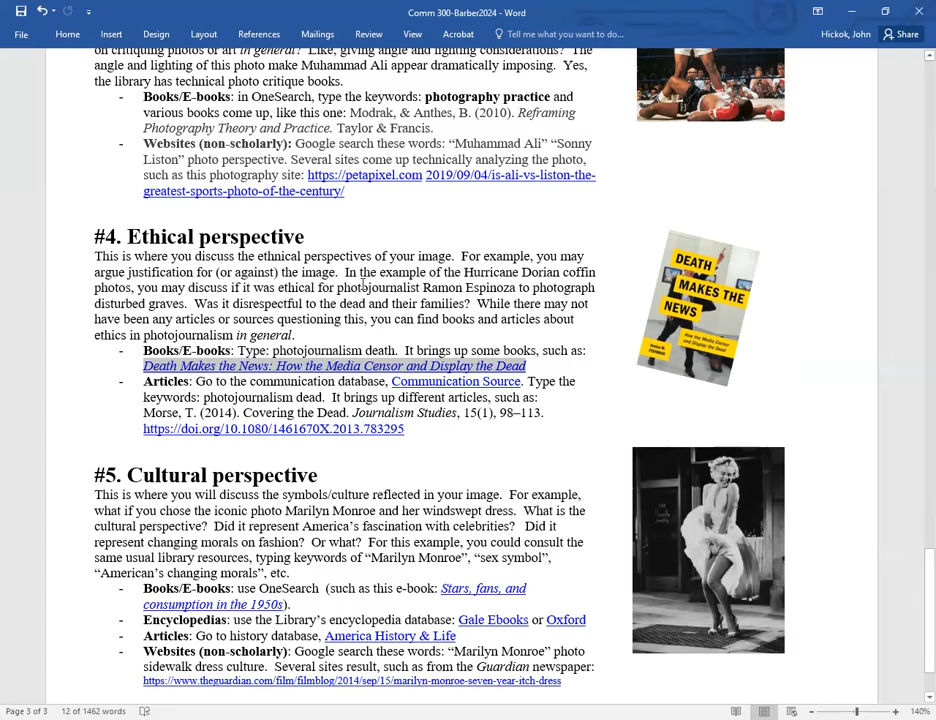 Comm 300-Barber2024 - Word
File Home Insert Design Layout References Mailings Review View Acrobat Tell me what you want to do... Hickok, John Share
on critiquing photos or art in general? Like, giving angle and lighting considerations? The
angle and lighting of this photo make Muhammad Ali appear dramatically imposing. Yes,
the library has technical photo critique books.
- Books/E-books: in OneSearch, type the keywords: photography practice and
various books come up, like this one: Modrak, & Anthes, B. (2010). Reframing
Photography Theory and Practice. Taylor & Francis.
- Websites (non-scholarly): Google search these words: “Muhammad Ali” “Sonny
Liston” photo perspective. Several sites come up technically analyzing the photo,
such as this photography site: https://petapixel.com 2019/09/04/is-ali-vs-liston-the-
greatest-sports-photo-of-the-century/
#4. Ethical perspective
This is where you discuss the ethnical perspectives of your image. For example, you may
argue justification for (or against) the image. In the example of the Hurricane Dorian coffin
photos, you may discuss if it was ethical for photojournalist Ramon Espinoza to photograph
disturbed graves. Was it disrespectful to the dead and their families? While there may not
have been any articles or sources questioning this, you can find books and articles about
ethics in photojournalism in general.
- Books/E-books: Type: photojournalism death. It brings up some books, such as:
Death Makes the News: How the Media Censor and Display the Dead
- Articles: Go to the communication database, Communication Source. Type the
keywords: photojournalism dead. It brings up different articles, such as:
Morse, T. (2014). Covering the Dead. Journalism Studies, 15(1), 98–113.
https://doi.org/10.1080/1461670X.2013.783295
DEATH
MAKES THE
NEWS
How the Media Censor
and Display the Dead
#5. Cultural perspective
This is where you will discuss the symbols/culture reflected in your image. For example,
what if you chose the iconic photo Marilyn Monroe and her windswept dress. What is the
cultural perspective? Did it represent America’s fascination with celebrities? Did it
represent changing morals on fashion? Or what? For this example, you could consult the
same usual library resources, typing keywords of “Marilyn Monroe”, “sex symbol”,
“American’s changing morals”, etc.
- Books/E-books: use OneSearch (such as this e-book: Stars, fans, and
consumption in the 1950s).
- Encyclopedias: use the Library’s encyclopedia database: Gale Ebooks or Oxford
- Articles: Go to history database, America History & Life
- Websites (non-scholarly): Google search these words: “Marilyn Monroe” photo
sidewalk dress culture. Several sites result, such as from the Guardian newspaper:
https://www.theguardian.com/film/filmblog/2014/sep/15/marilyn-monroe-seven-year-itch-dress
Page 3 of 3 12 of 1462 words 140%